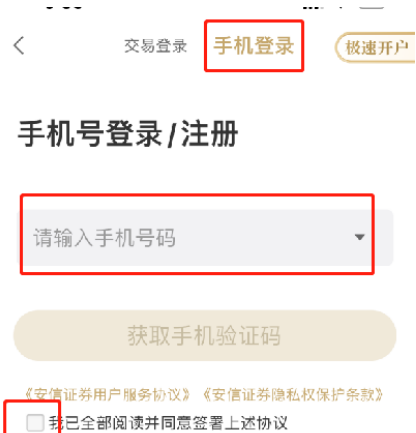 交易登录 手机登录 极速开户
手机号登录/注册
请输入手机号码
获取手机验证码
《安信证券用户服务协议》《安信证券隐私权保护条款》
我已全部阅读并同意签署上述协议